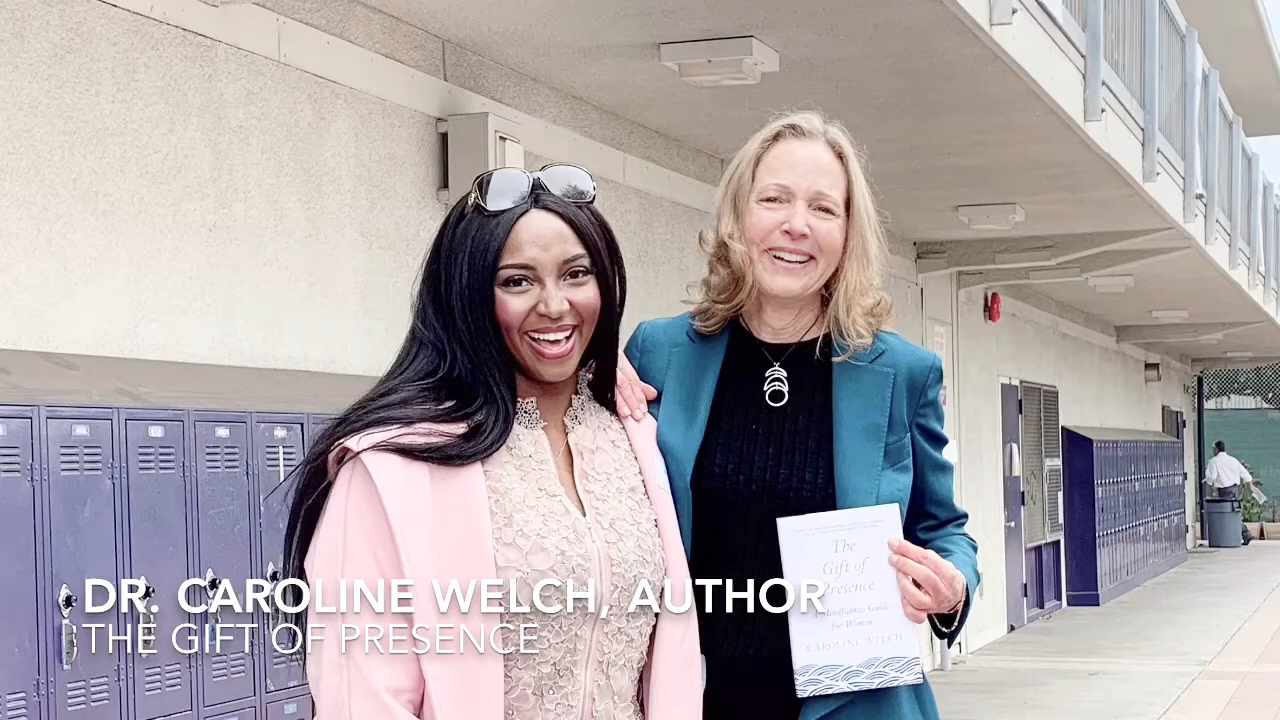 DR. CAROLINE WELCH, AUTHOR
THE GIFT OF PRESENCE
The
Gift of
Presence
A Mindfulness Guide
for Women
CAROLINE WELCH